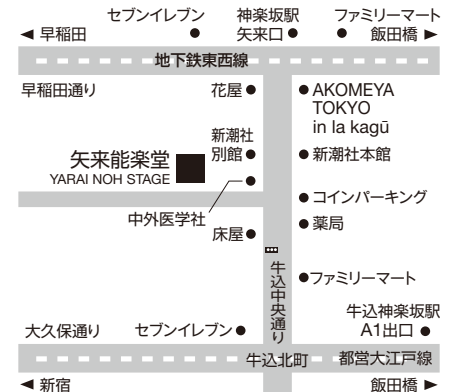 セブンイレブン
神楽坂駅
矢来口
ファミリーマート
早稲田
飯田橋
地下鉄東西線
早稲田通り
花屋
AKOMEYA
TOKYO
in la kagū
新潮社
別館
新潮社本館
矢来能楽堂
YARAI NOH STAGE
コインパーキング
中外医学社
薬局
床屋
牛込中央通り
ファミリーマート
牛込神楽坂駅
A1出口
大久保通り
セブンイレブン
牛込北町
都営大江戸線
新宿
飯田橋